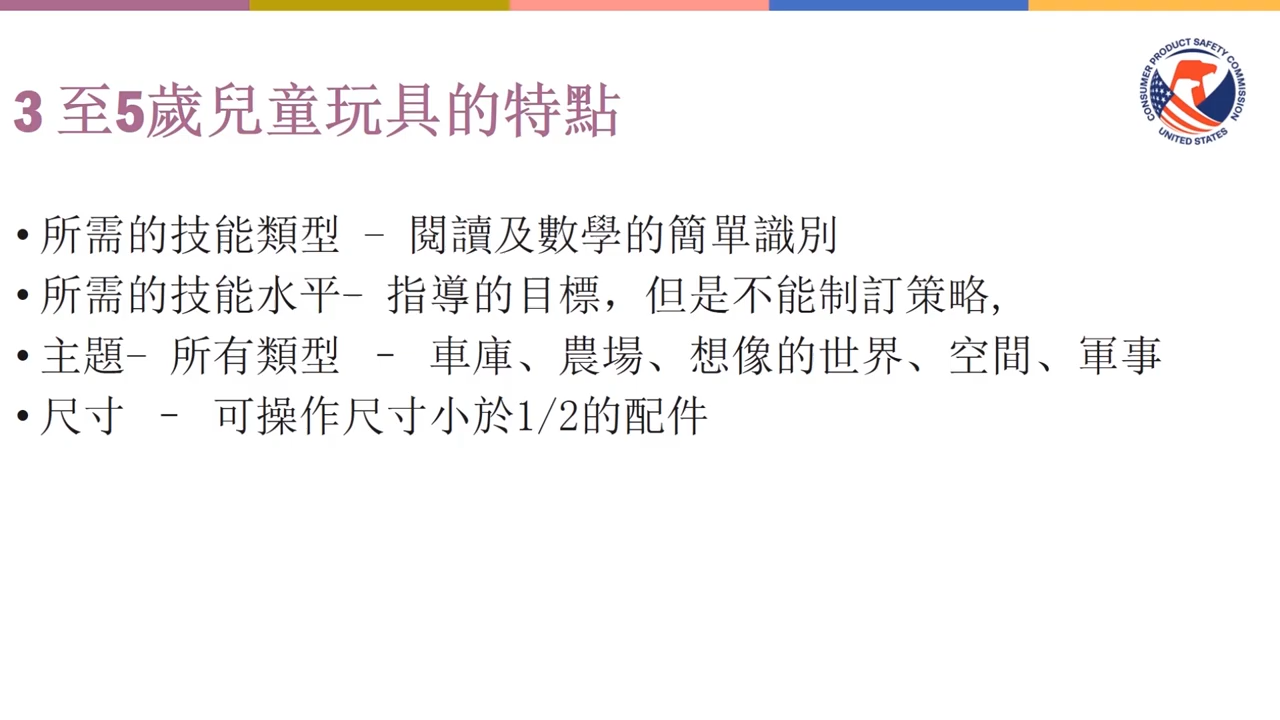 3 至5歲兒童玩具的特點
CONSUMER PRODUCT SAFETY COMMISSION
UNITED STATES
• 所需的技能類型 – 閱讀及數學的簡單識別
• 所需的技能水平– 指導的目標，但是不能制訂策略,
• 主題– 所有類型 – 車庫、農場、想像的世界、空間、軍事
• 尺寸 – 可操作尺寸小於1/2的配件